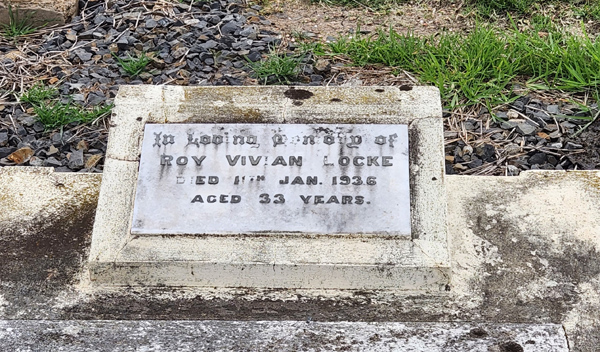 In Loving Memory of
ROY VIVIAN LOCKE
DIED JAN. 1936
AGED 33 YEARS.